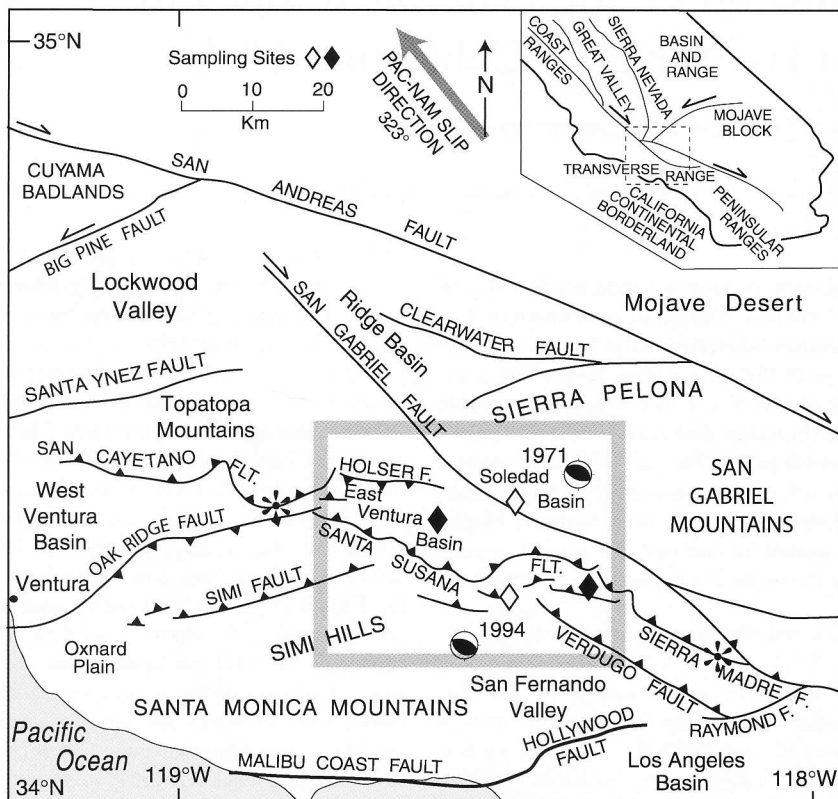 35°N
Sampling Sites
0 10 20
Km
PAC-NAM SLIP
DIRECTION
323°
N
COAST
RANGES
GREAT VALLEY
SIERRA NEVADA
BASIN
AND
RANGE
MOJAVE
BLOCK
TRANSVERSE RANGE
PENINSULAR
RANGES
CALIFORNIA
CONTINENTAL
BORDERLAND
CUYAMA
BADLANDS
SAN ANDREAS FAULT
BIG PINE FAULT
Lockwood
Valley
SAN GABRIEL FAULT
Ridge Basin
CLEARWATER FAULT
Mojave Desert
SANTA YNEZ FAULT
Topatopa
Mountains
SIERRA PELONA
SAN CAYETANO FLT.
HOLSER F.
1971
Soledad
Basin
SAN
GABRIEL
MOUNTAINS
West
Ventura
Basin
OAK RIDGE FAULT
East
Ventura
Basin
SANTA SUSANA FLT.
Ventura
SIMI FAULT
Oxnard
Plain
SIMI HILLS
1994
VERDUGO FAULT
SIERRA MADRE F.
RAYMOND F.
San Fernando
Valley
SANTA MONICA MOUNTAINS
HOLLYWOOD
FAULT
Pacific
Ocean
MALIBU COAST FAULT
Los Angeles
Basin
34°N
119°W
118°W